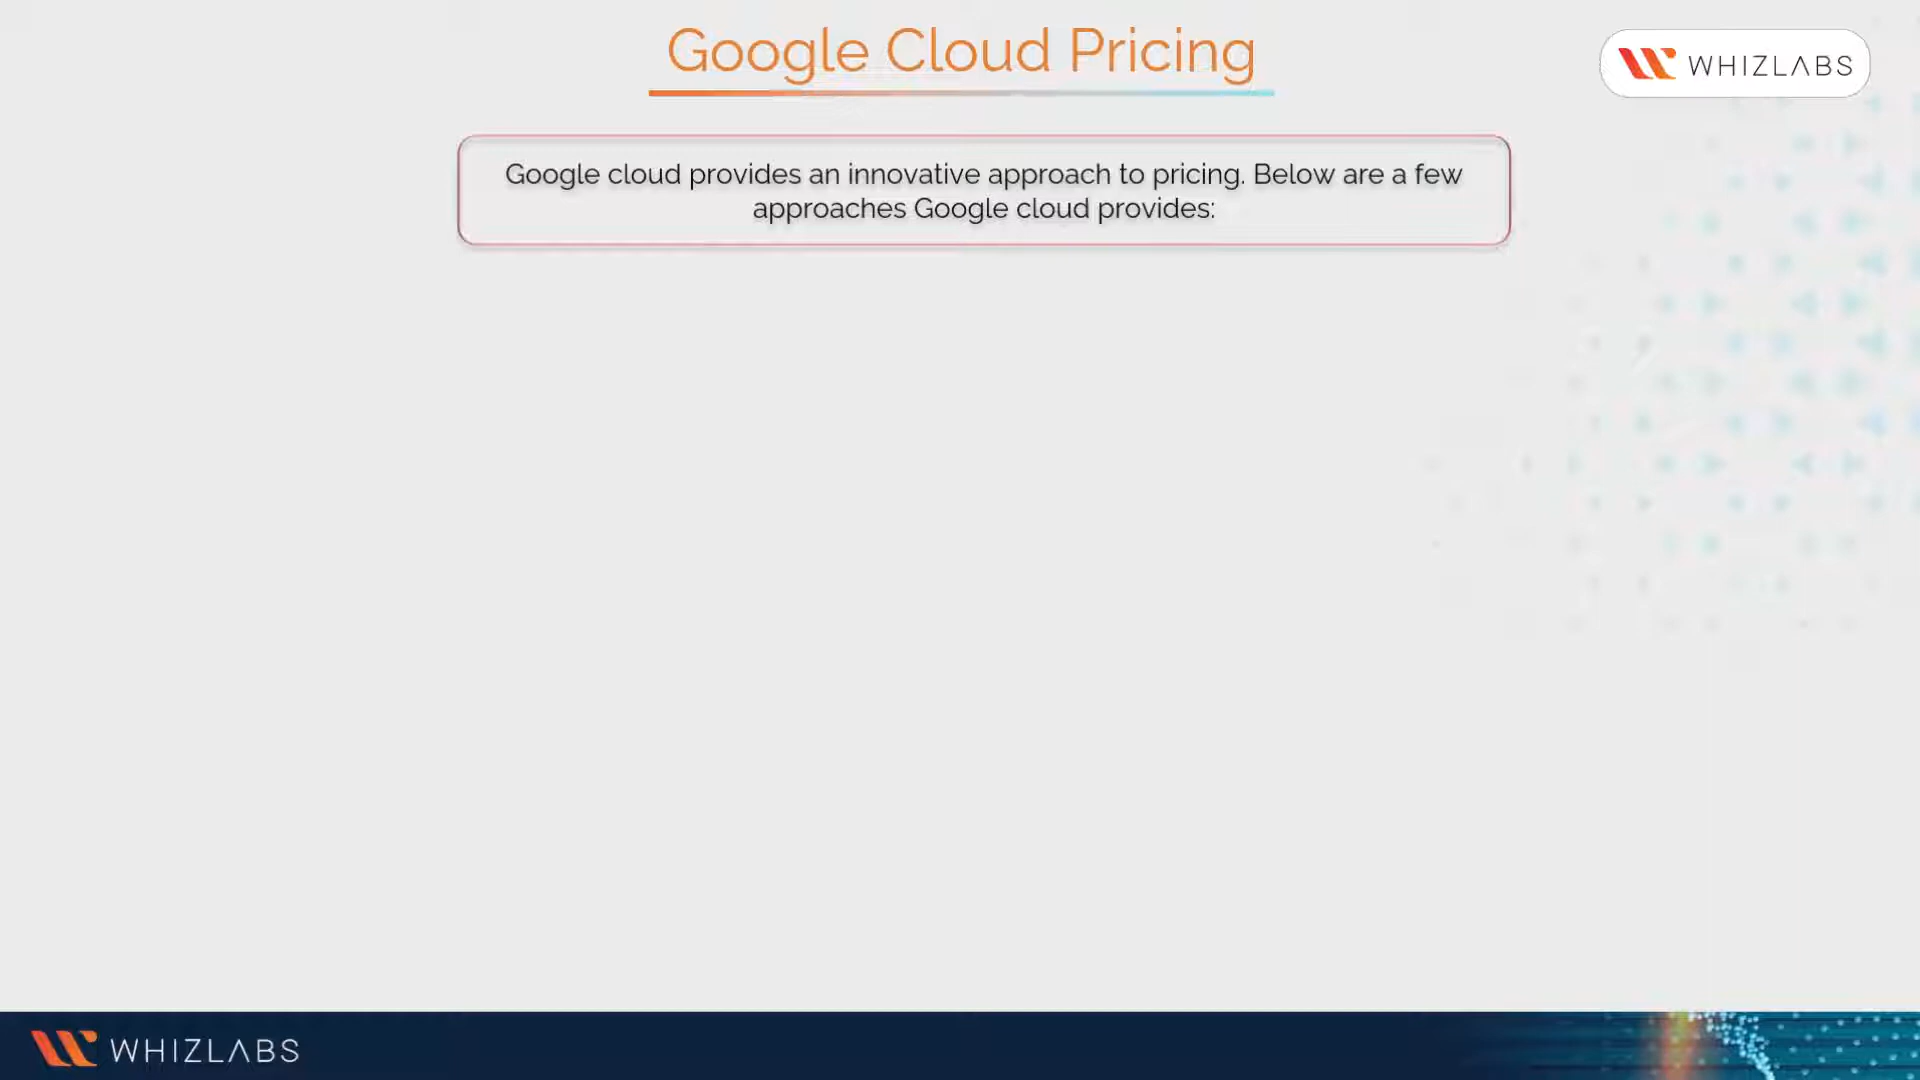 Google Cloud Pricing
WHIZLABS
Google cloud provides an innovative approach to pricing. Below are a few
approaches Google cloud provides:
WHIZLABS